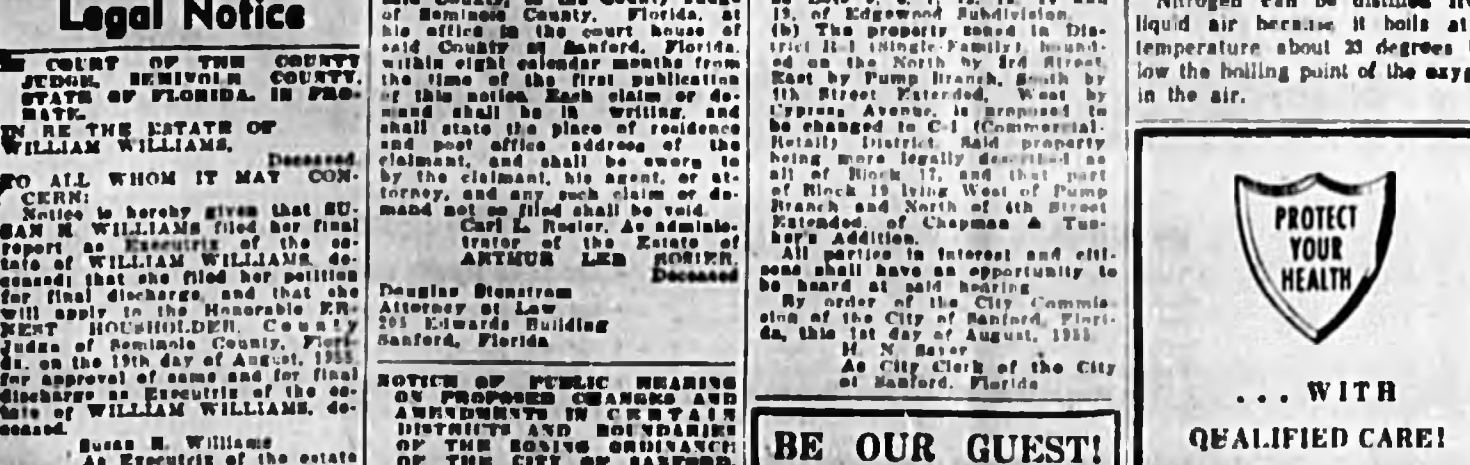 Legal Notice
COURT OF THE COUNTY
JUDGE, SEMINOLE COUNTY,
STATE OF FLORIDA. IN PRO-
BATE.
IN RE THE ESTATE OF
WILLIAM WILLIAMS,
Deceased.
TO ALL WHOM IT MAY CON-
CERN:
Notice is hereby given that SU-
SAN H. WILLIAMS filed her final
report as Executrix of the es-
tate of WILLIAM WILLIAMS, de-
ceased; that she filed her petition
for final discharge, and that she
will apply to the Honorable ER-
NEST HOUSHOLDER, County
Judge of Seminole County, Flori-
da, on the 19th day of August, 1955
for approval of same and for final
discharge as Executrix of the es-
tate of WILLIAM WILLIAMS, de-
ceased.
Susan H. Williams
As Executrix of the estate
of Seminole County, Florida, at
his office in the court house of
said County at Sanford, Florida,
within eight calendar months from
the time of the first publication
of this notice. Each claim or de-
mand shall be in writing, and
shall state the place of residence
and post office address of the
claimant, and shall be sworn to
by the claimant, his agent, or at-
torney, and any such claim or de-
mand not so filed shall be void.
Carl L. Rosier, As adminis-
trator of the Estate of
ARTHUR LEE ROSIER,
Deceased
Douglas Stenstrom
Attorney at Law
205 Edwards Building
Sanford, Florida
NOTICE OF PUBLIC HEARING
ON PROPOSED CHANGES AND
AMENDMENTS IN CERTAIN
DISTRICTS AND BOUNDARIES
OF THE ZONING ORDINANCE
OF THE CITY OF SANFORD,
19, of Edgewood Subdivision.
(b) The property zoned in Dis-
trict R-1 (Single-Family), bound-
ed on the North by 3rd Street,
East by Pump Branch, South by
4th Street Extended, West by
Cypress Avenue, is proposed to
be changed to C-1 (Commercial-
Retail) District. Said property
being more legally described as
all of Block 17, and that part
of Block 19 lying West of Pump
Branch and North of 4th Street
Extended, of Chapman & Tuc-
ker's Addition.
All parties in interest and citi-
zens shall have an opportunity to
be heard at said hearing
By order of the City Commis-
sion of the City of Sanford, Flori-
da, this 1st day of August, 1955.
H. N. Sayer
As City Clerk of the City
of Sanford, Florida
BE OUR GUEST!
Nitrogen can be distilled
liquid air because it boils at
temperature about 23 degrees
low the boiling point of the
in the air.
PROTECT
YOUR
HEALTH
... WITH
QUALIFIED CARE!